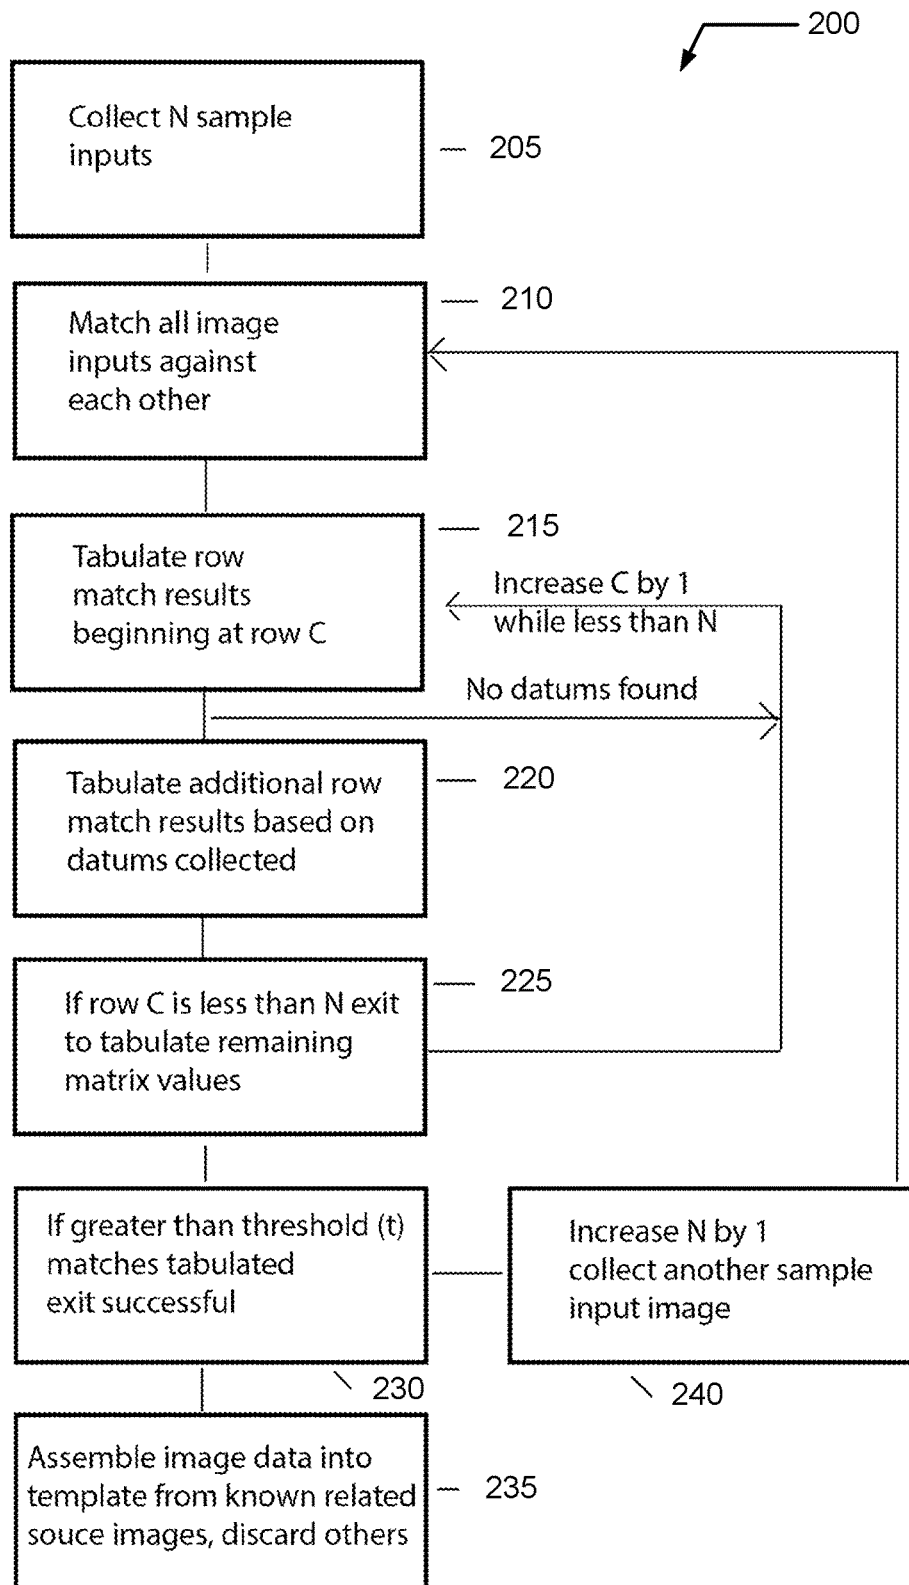 200
Collect N sample
inputs
205
210
Match all image
inputs against
each other
215
Tabulate row
match results
beginning at row C
Increase C by 1
while less than N
No datums found
220
Tabulate additional row
match results based on
datums collected
225
If row C is less than N exit
to tabulate remaining
matrix values
If greater than threshold (t)
matches tabulated
exit successful
230
Increase N by 1
collect another sample
input image
240
Assemble image data into
template from known related
souce images, discard others
235